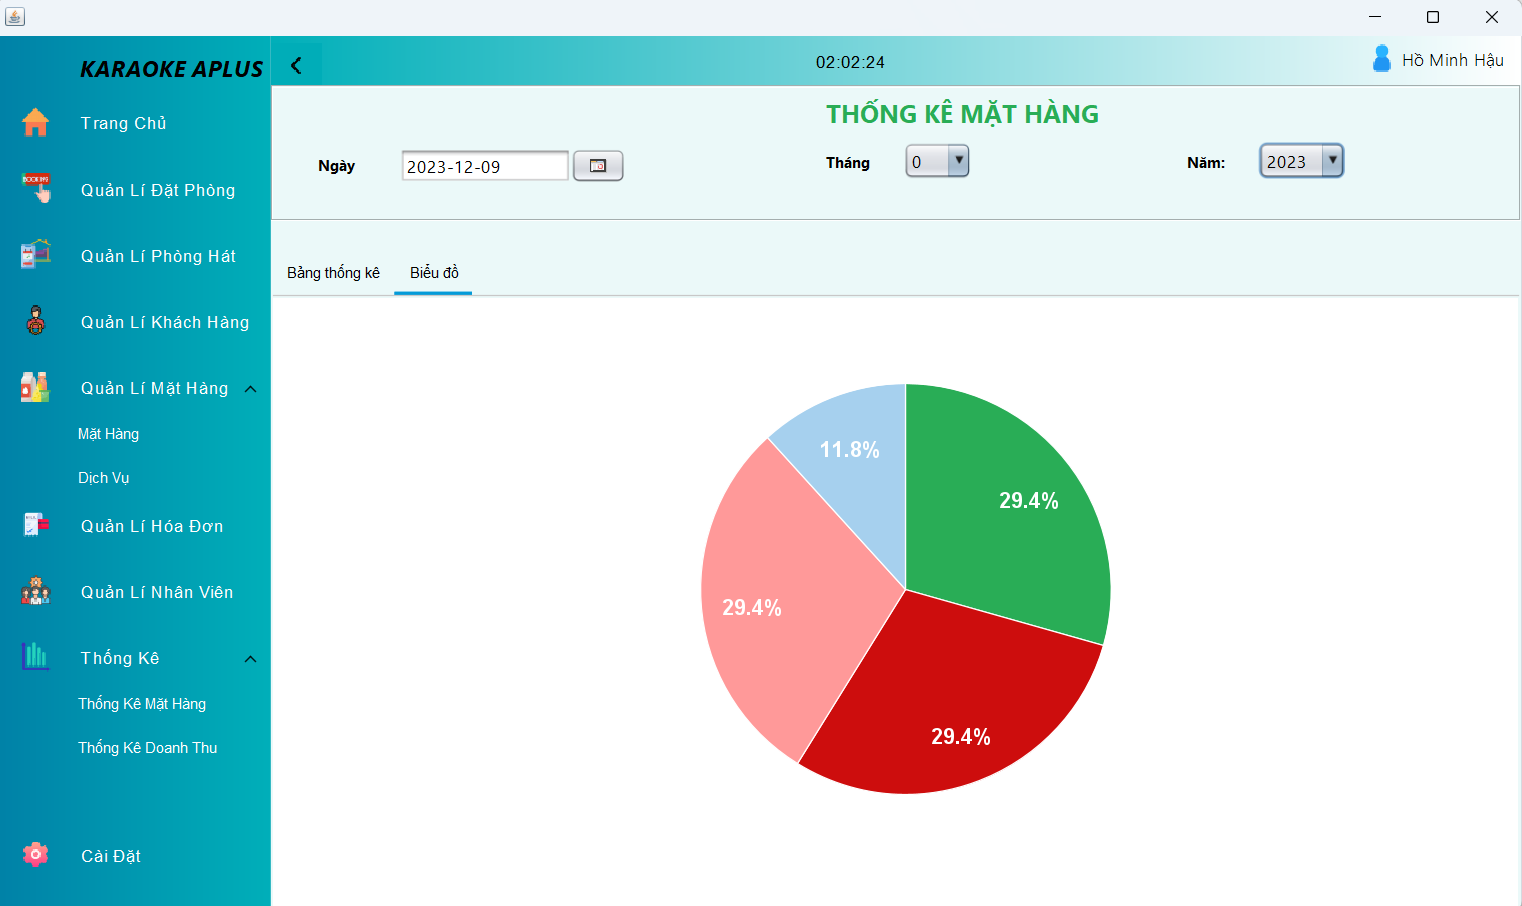 KARAOKE APLUS
02:02:24
Hồ Minh Hậu
Trang Chủ
Quản Lí Đặt Phòng
Quản Lí Phòng Hát
Quản Lí Khách Hàng
Quản Lí Mặt Hàng
Mặt Hàng
Dịch Vụ
Quản Lí Hóa Đơn
Quản Lí Nhân Viên
Thống Kê
Thống Kê Mặt Hàng
Thống Kê Doanh Thu
Cài Đặt
THỐNG KÊ MẶT HÀNG
Ngày 2023-12-09 Tháng 0 Năm: 2023
Bảng thống kê Biểu đồ
11.8%
29.4%
29.4%
29.4%